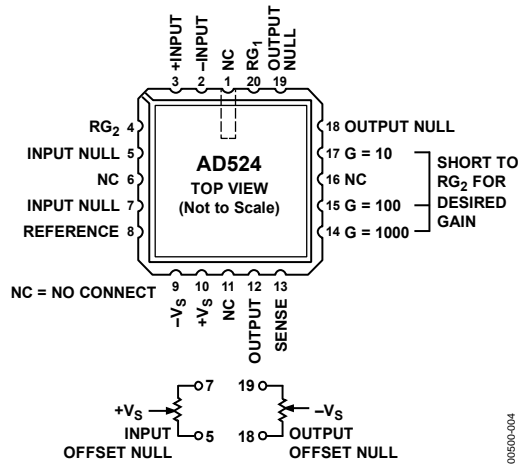 +INPUT
–INPUT
NC
RG1
OUTPUT
NULL
3 2 1 20 19
RG2 4
INPUT NULL 5
NC 6
INPUT NULL 7
REFERENCE 8
AD524
TOP VIEW
(Not to Scale)
18 OUTPUT NULL
17 G = 10
16 NC
15 G = 100
14 G = 1000
SHORT TO
RG2 FOR
DESIRED
GAIN
9 10 11 12 13
–VS
+VS
NC
OUTPUT
SENSE
NC = NO CONNECT
7
+VS
5
INPUT
OFFSET NULL
19
–VS
18
OUTPUT
OFFSET NULL
00500-004